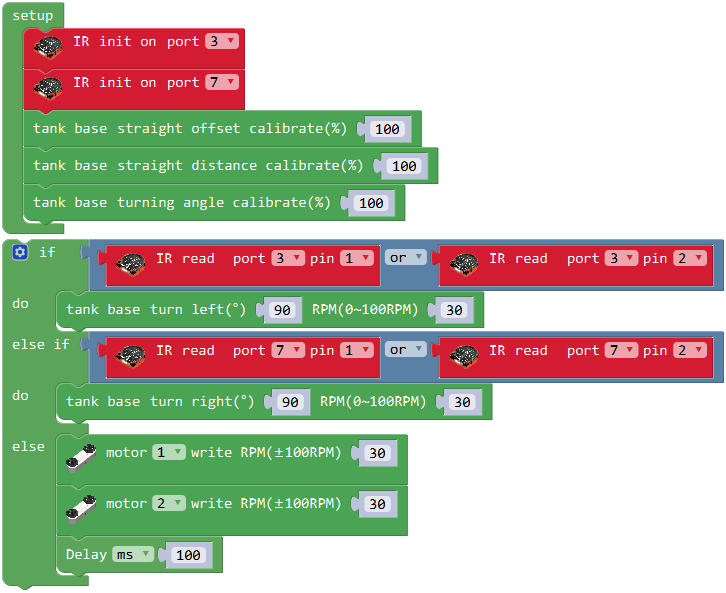 setup
IR init on port 3
IR init on port 7
tank base straight offset calibrate(%) 100
tank base straight distance calibrate(%) 100
tank base turning angle calibrate(%) 100
if IR read port 3 pin 1 or IR read port 3 pin 2
do tank base turn left(°) 90 RPM(0~100RPM) 30
else if IR read port 7 pin 1 or IR read port 7 pin 2
do tank base turn right(°) 90 RPM(0~100RPM) 30
else motor 1 write RPM(±100RPM) 30
motor 2 write RPM(±100RPM) 30
Delay ms 100